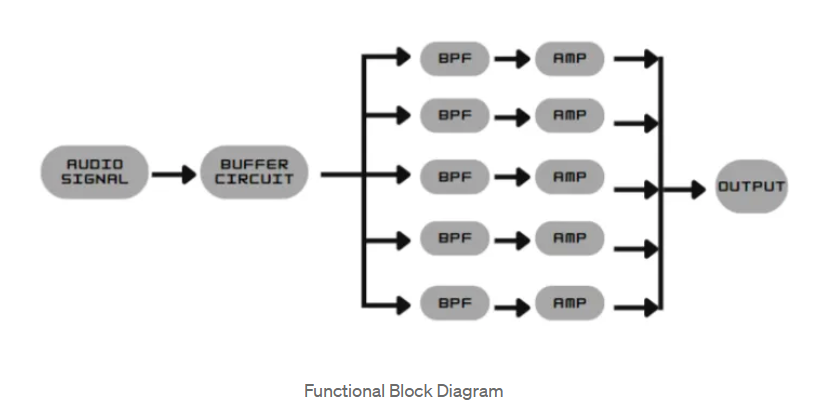 AUDIO
SIGNAL
BUFFER
CIRCUIT
BPF
AMP
BPF
AMP
BPF
AMP
BPF
AMP
BPF
AMP
OUTPUT
Functional Block Diagram